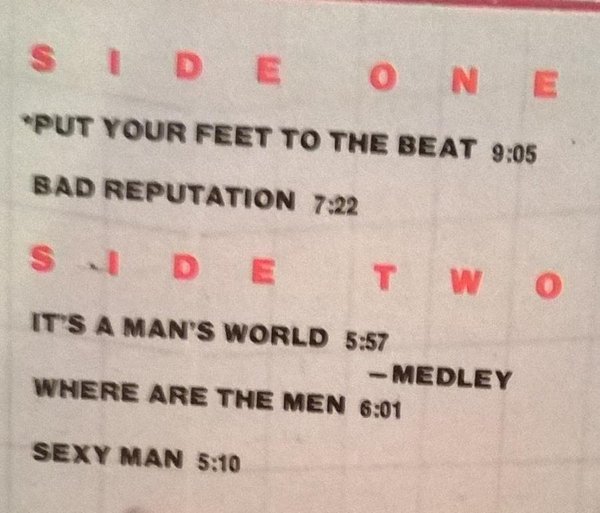 SIDE ONE
*PUT YOUR FEET TO THE BEAT 9:05
BAD REPUTATION 7:22
SIDE TWO
IT'S A MAN'S WORLD 5:57
—MEDLEY
WHERE ARE THE MEN 6:01
SEXY MAN 5:10